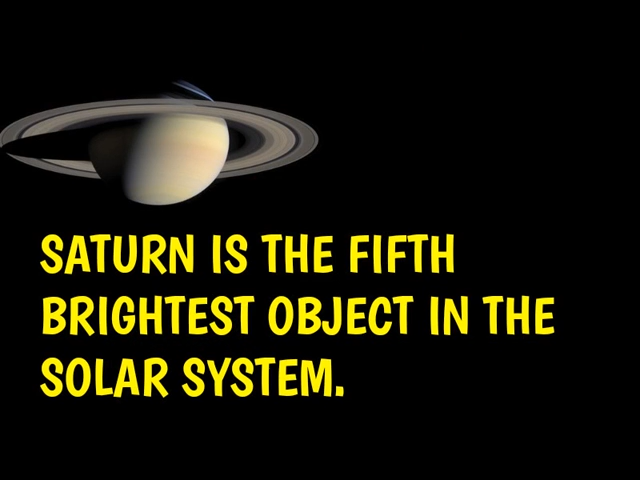 SATURN IS THE FIFTH
BRIGHTEST OBJECT IN THE
SOLAR SYSTEM.